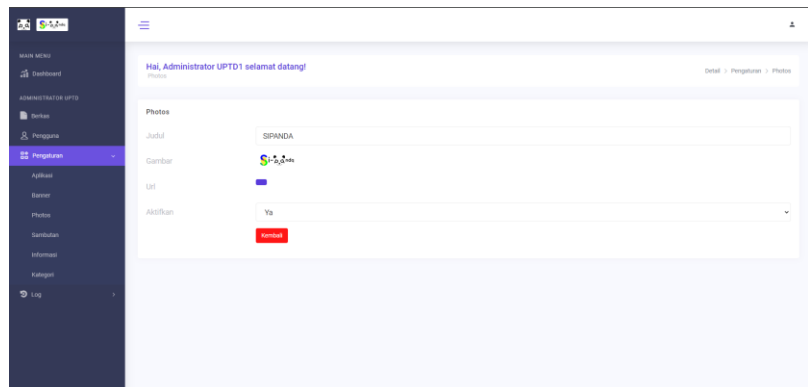 MAIN MENU
Dashboard
ADMINISTRATOR UPTD
Berkas
Pengguna
Pengaturan
Aplikasi
Banner
Photos
Sambutan
Informasi
Kategori
Log
Hai, Administrator UPTD1 selamat datang!
Photos
Detail > Pengaturan > Photos
Photos
Judul
SIPANDA
Gambar
Url
Aktifkan
Ya
Kembali